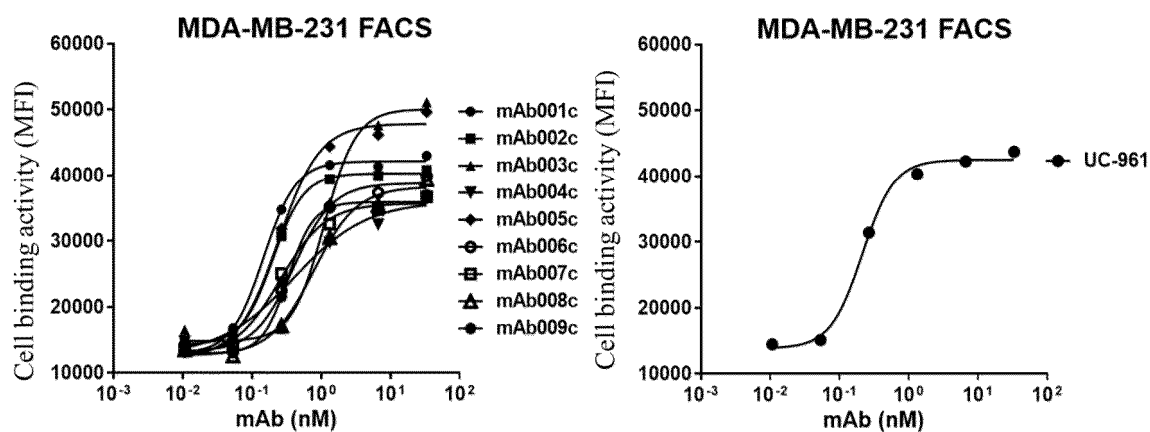 MDA-MB-231 FACS
Cell binding activity (MFI)
60000
50000
40000
30000
20000
10000
10-3
10-2
10-1
100
101
102
mAb (nM)
mAb001c
mAb002c
mAb003c
mAb004c
mAb005c
mAb006c
mAb007c
mAb008c
mAb009c
MDA-MB-231 FACS
Cell binding activity (MFI)
60000
50000
40000
30000
20000
10000
10-3
10-2
10-1
100
101
102
mAb (nM)
UC-961